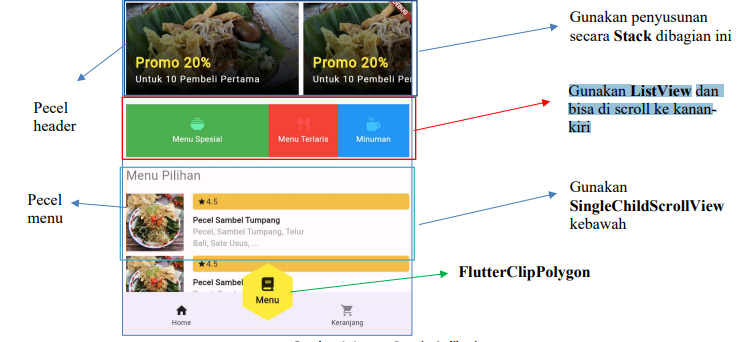 Pecel
header
Promo 20%
Untuk 10 Pembeli Pertama
Promo 20%
Untuk 10 Pembeli Per
Gunakan penyusunan
secara Stack dibagian ini
Menu Spesial
Menu Terlaris
Minuman
Gunakan ListView dan
bisa di scroll ke kanan-
kiri
Pecel
menu
Menu Pilihan
4.5
Pecel Sambel Tumpang
Pecel, Sambel Tumpang, Telur
Bali, Sate Usus, ...
Gunakan
SingleChildScrollView
kebawah
4.5
Pecel Sambel
Menu
FlutterClipPolygon
Home
Keranjang